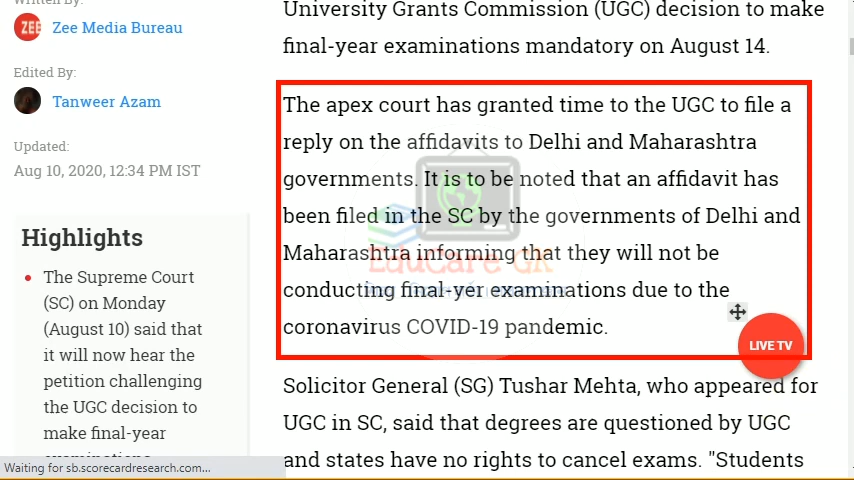 Written By:
ZEE
Zee Media Bureau
Edited By:
Tanweer Azam
Updated:
Aug 10, 2020, 12:34 PM IST
Highlights
The Supreme Court
(SC) on Monday
(August 10) said that
it will now hear the
petition challenging
the UGC decision to
make final-year
examinations
Waiting for sb.scorecardresearch.com...
University Grants Commission (UGC) decision to make
final-year examinations mandatory on August 14.
The apex court has granted time to the UGC to file a
reply on the affidavits to Delhi and Maharashtra
governments. It is to be noted that an affidavit has
been filed in the SC by the governments of Delhi and
Maharashtra informing that they will not be
conducting final-yer examinations due to the
coronavirus COVID-19 pandemic.
EduCare GK
LIVE TV
Solicitor General (SG) Tushar Mehta, who appeared for
UGC in SC, said that degrees are questioned by UGC
and states have no rights to cancel exams. "Students